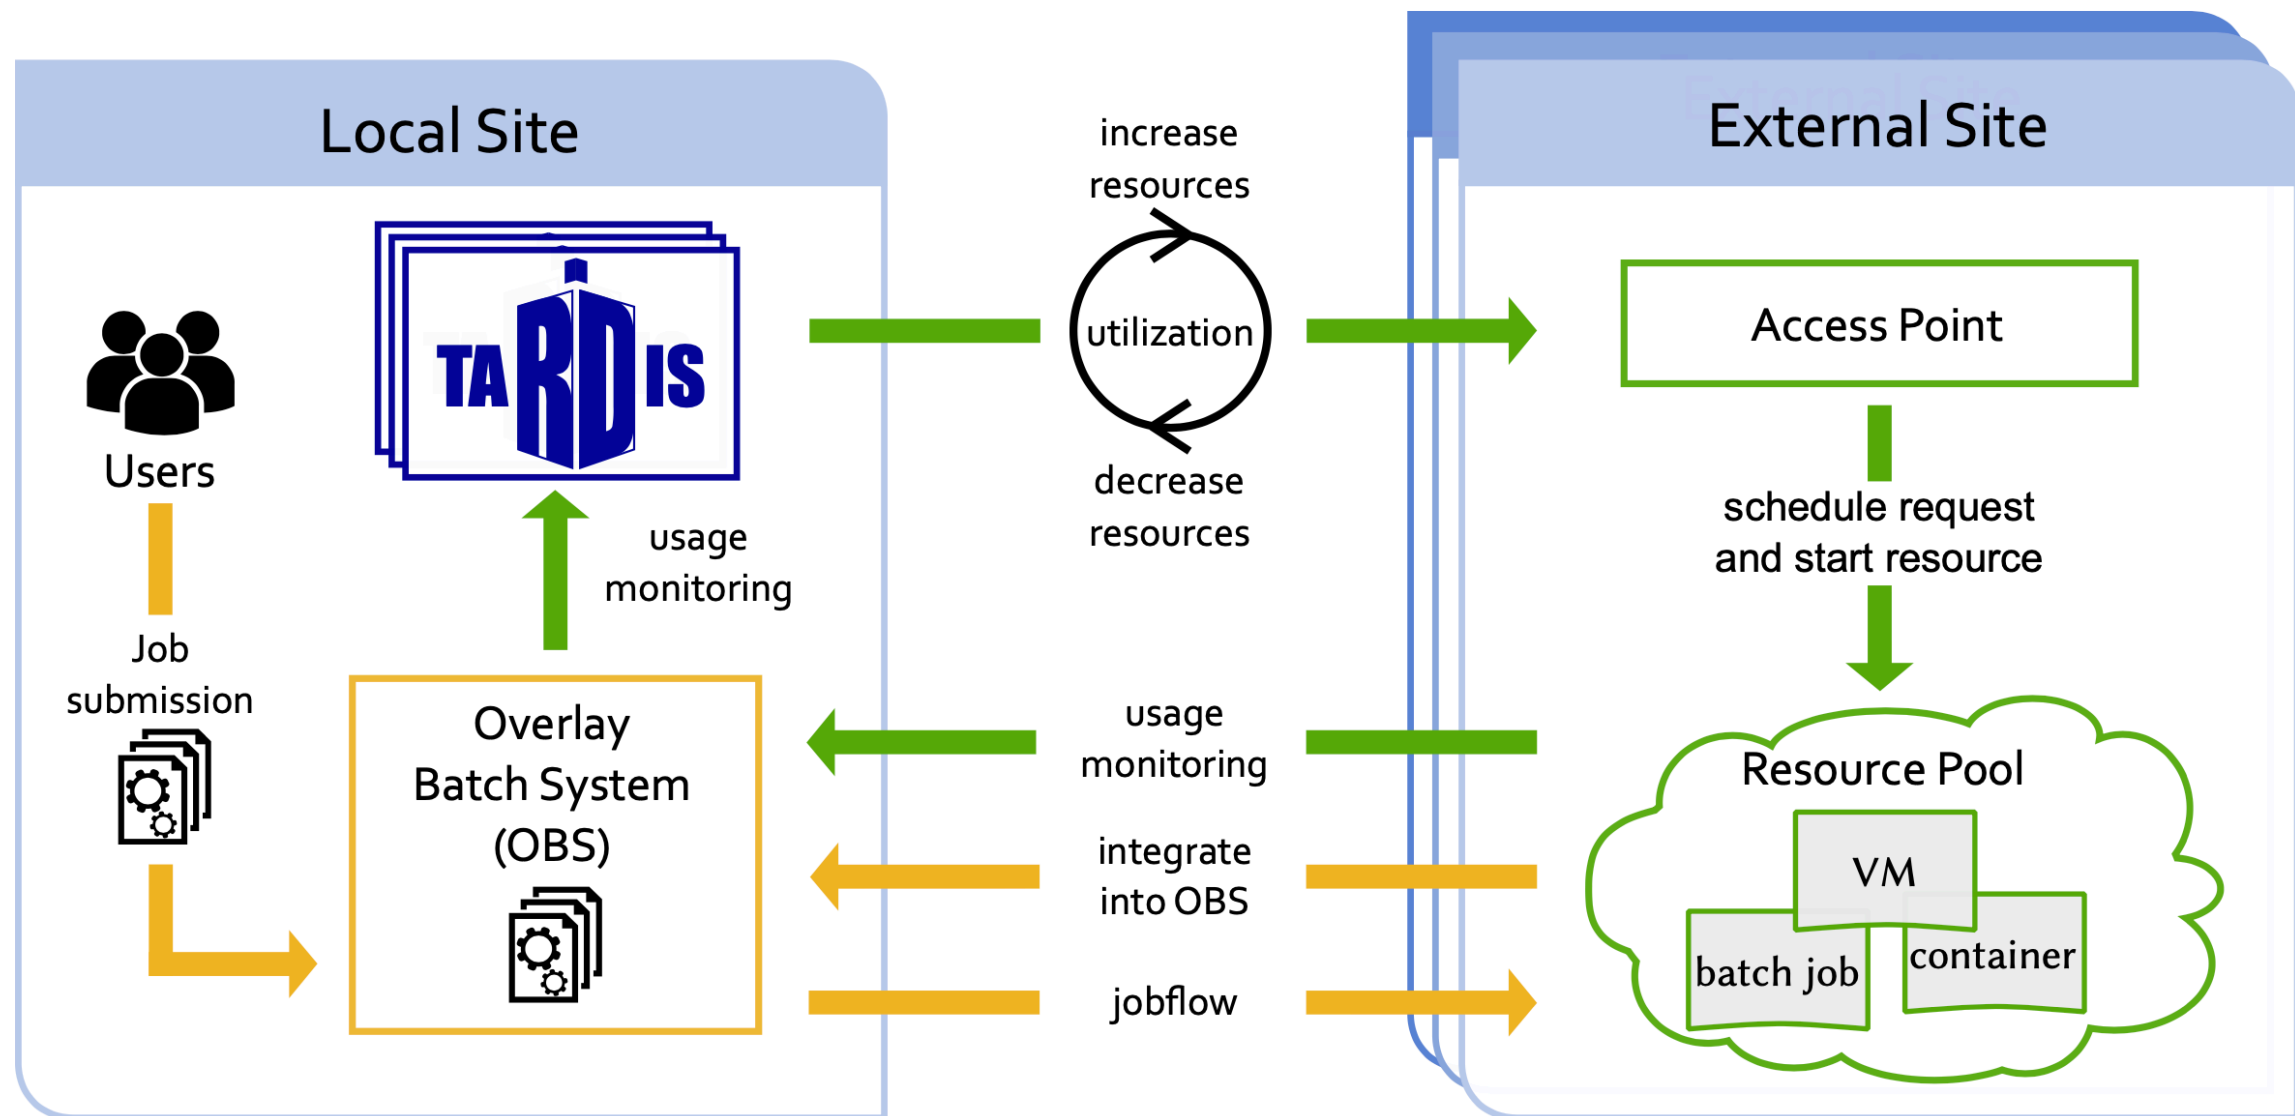 Local Site
TARDIS
Users
Job
submission
usage
monitoring
Overlay
Batch System
(OBS)
increase
resources
utilization
decrease
resources
usage
monitoring
integrate
into OBS
jobflow
External Site
External Site
Access Point
schedule request
and start resource
Resource Pool
VM
batch job
container